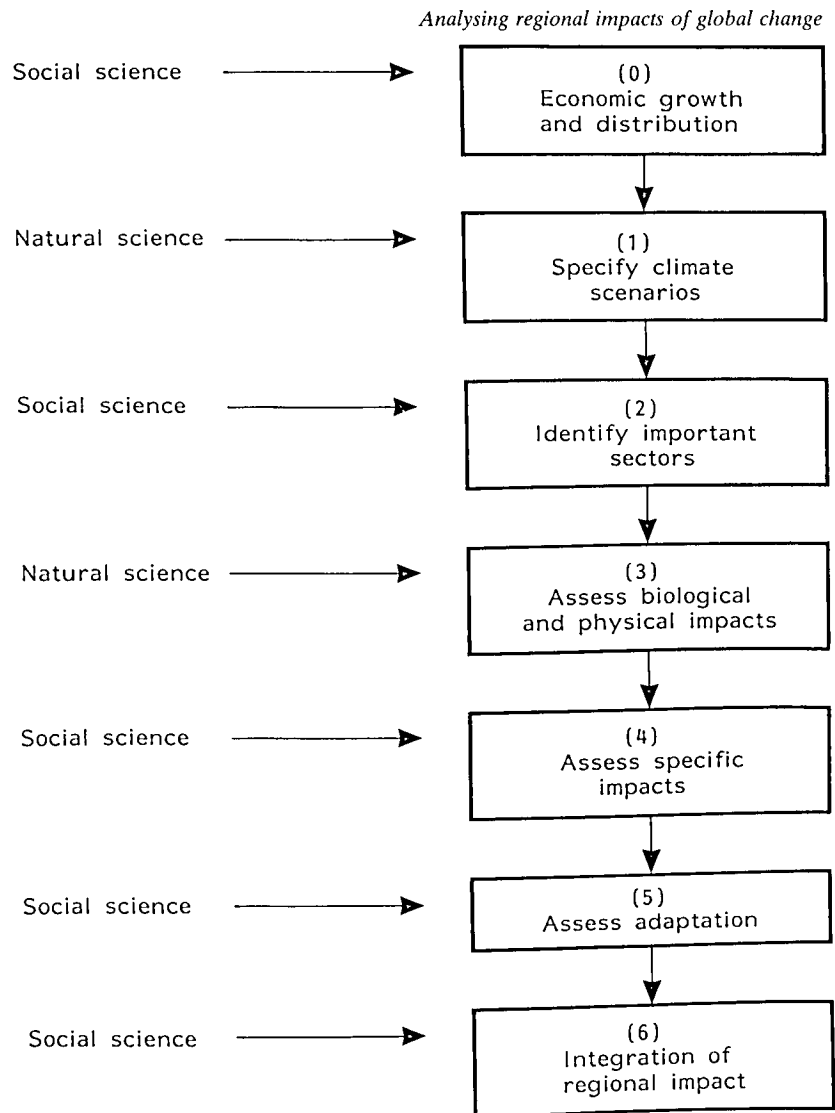 Analysing regional impacts of global change
Social science
(0)
Economic growth
and distribution
Natural science
(1)
Specify climate
scenarios
Social science
(2)
Identify important
sectors
Natural science
(3)
Assess biological
and physical impacts
Social science
(4)
Assess specific
impacts
Social science
(5)
Assess adaptation
Social science
(6)
Integration of
regional impact